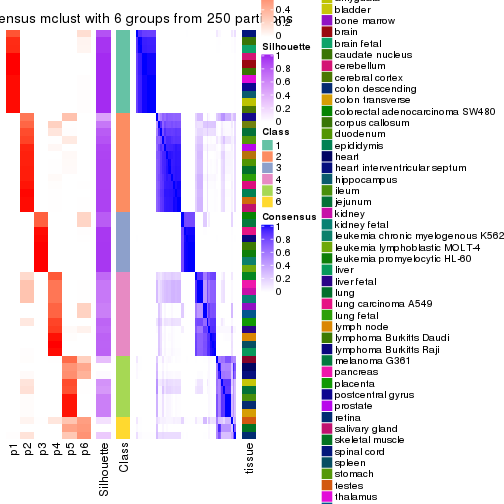 ensus mclust with 6 groups from 250 partitions
0.4
0.2
0
Silhouette
1
0.8
0.6
0.4
0.2
0
Class
1
2
3
4
5
6
Consensus
1
0.8
0.6
0.4
0.2
0
p1
p2
p3
p4
p5
p6
Silhouette
Class
tissue
bladder
bone marrow
brain
brain fetal
caudate nucleus
cerebellum
cerebral cortex
colon descending
colon transverse
colorectal adenocarcinoma SW480
corpus callosum
duodenum
epididymis
heart
heart interventricular septum
hippocampus
ileum
jejunum
kidney
kidney fetal
leukemia chronic myelogenous K562
leukemia lymphoblastic MOLT-4
leukemia promyelocytic HL-60
liver
liver fetal
lung
lung carcinoma A549
lung fetal
lymph node
lymphoma Burkitts Daudi
lymphoma Burkitts Raji
melanoma G361
pancreas
placenta
postcentral gyrus
prostate
retina
salivary gland
skeletal muscle
spinal cord
spleen
stomach
testes
thalamus